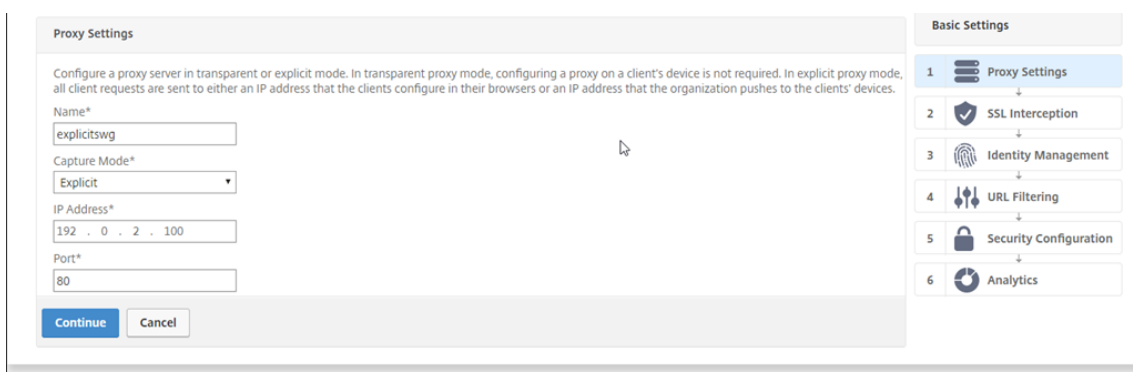 Proxy Settings
Configure a proxy server in transparent or explicit mode. In transparent proxy mode, configuring a proxy on a client's device is not required. In explicit proxy mode,
all client requests are sent to either an IP address that the clients configure in their browsers or an IP address that the organization pushes to the clients' devices.
Name*
explicitswg
Capture Mode*
Explicit
IP Address*
192 . 0 . 2 . 100
Port*
80
Continue Cancel
Basic Settings
1 Proxy Settings
2 SSL Interception
3 Identity Management
4 URL Filtering
5 Security Configuration
6 Analytics